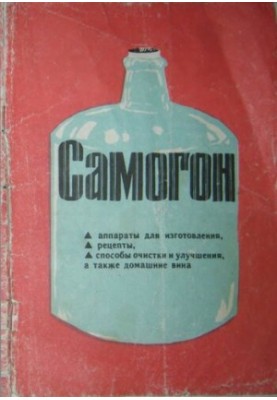 Самогон
▲ аппараты для изготовления,
▲ рецепты,
▲ способы очистки и улучшения,
а также домашние вина